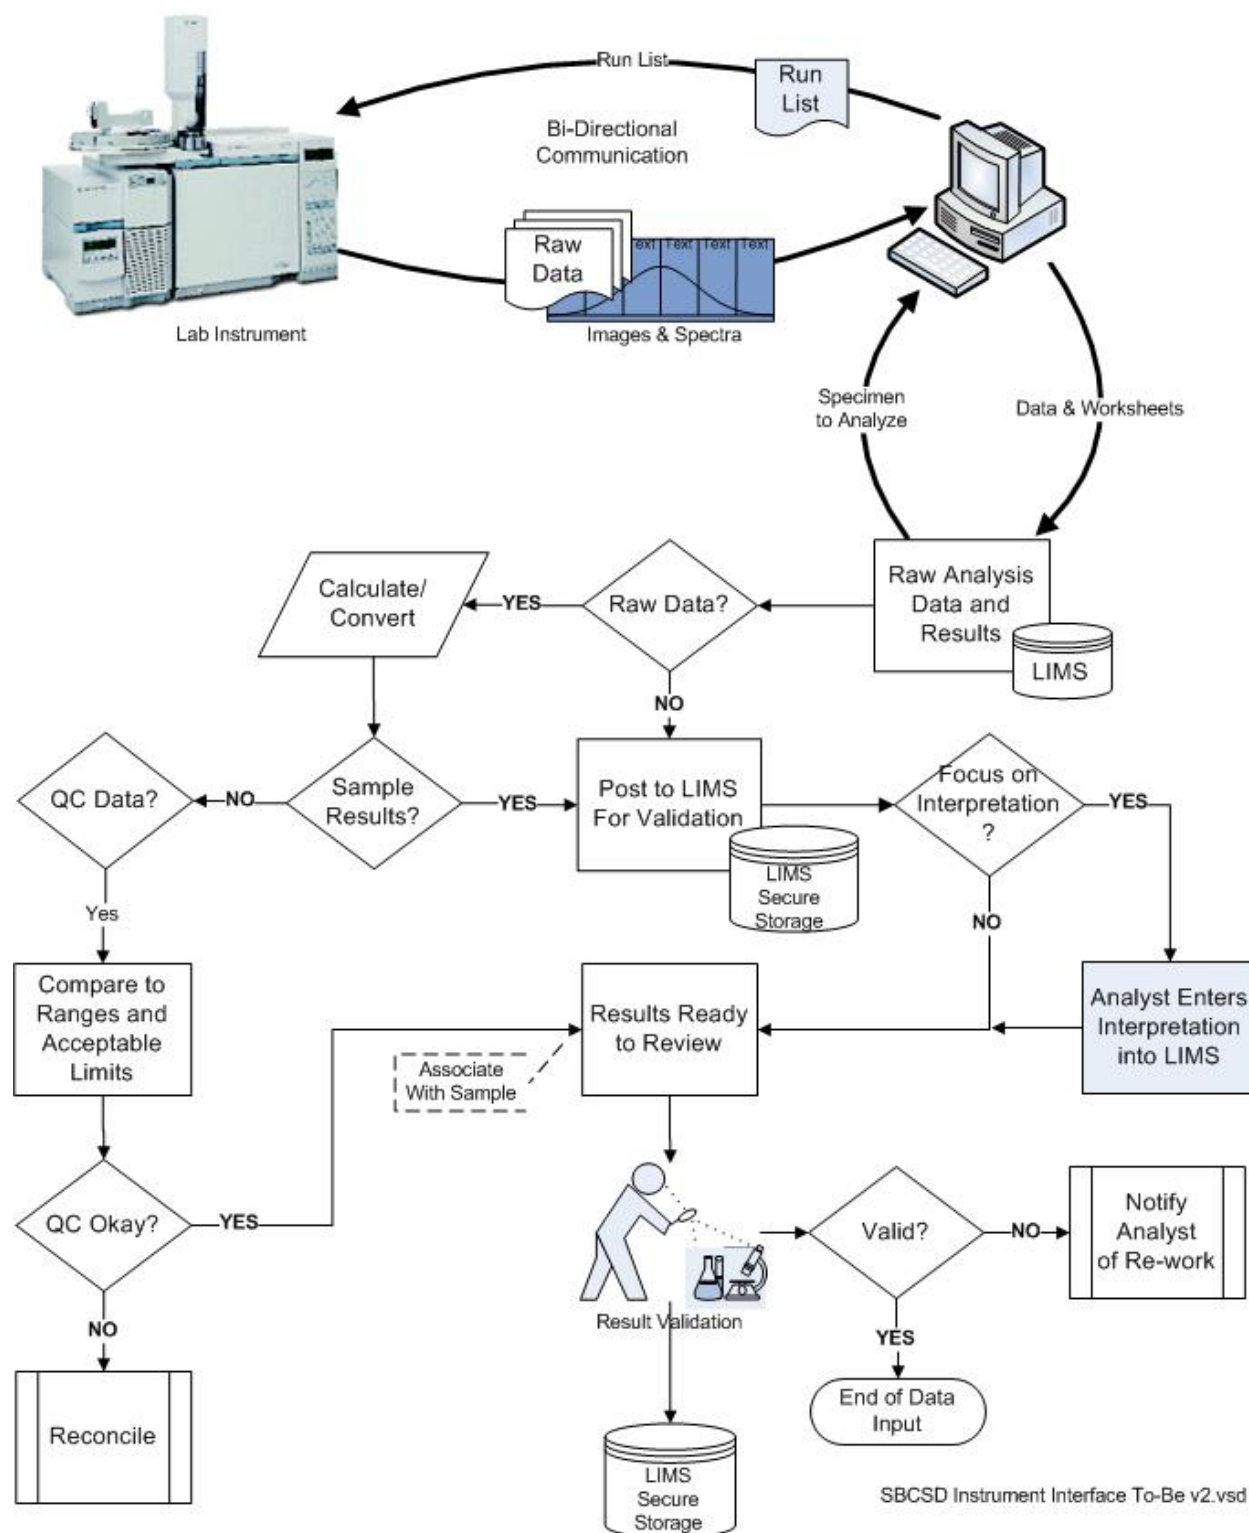 Run List
Run
List
Bi-Directional
Communication
Raw
Data
Text Text Text
Lab Instrument
Images & Spectra
Specimen
to Analyze
Data & Worksheets
Calculate/
Convert
YES
Raw Data?
Raw Analysis
Data and
Results
LIMS
NO
QC Data?
NO
Sample
Results?
YES
Post to LIMS
For Validation
LIMS
Secure
Storage
Focus on
Interpretation
?
YES
Yes
NO
Compare to
Ranges and
Acceptable
Limits
Results Ready
to Review
Analyst Enters
Interpretation
into LIMS
Associate
With Sample
QC Okay?
YES
Valid?
NO
Notify
Analyst
of Re-work
Result Validation
NO
YES
Reconcile
End of Data
Input
LIMS
Secure
Storage
SBCSD Instrument Interface To-Be v2.vsd